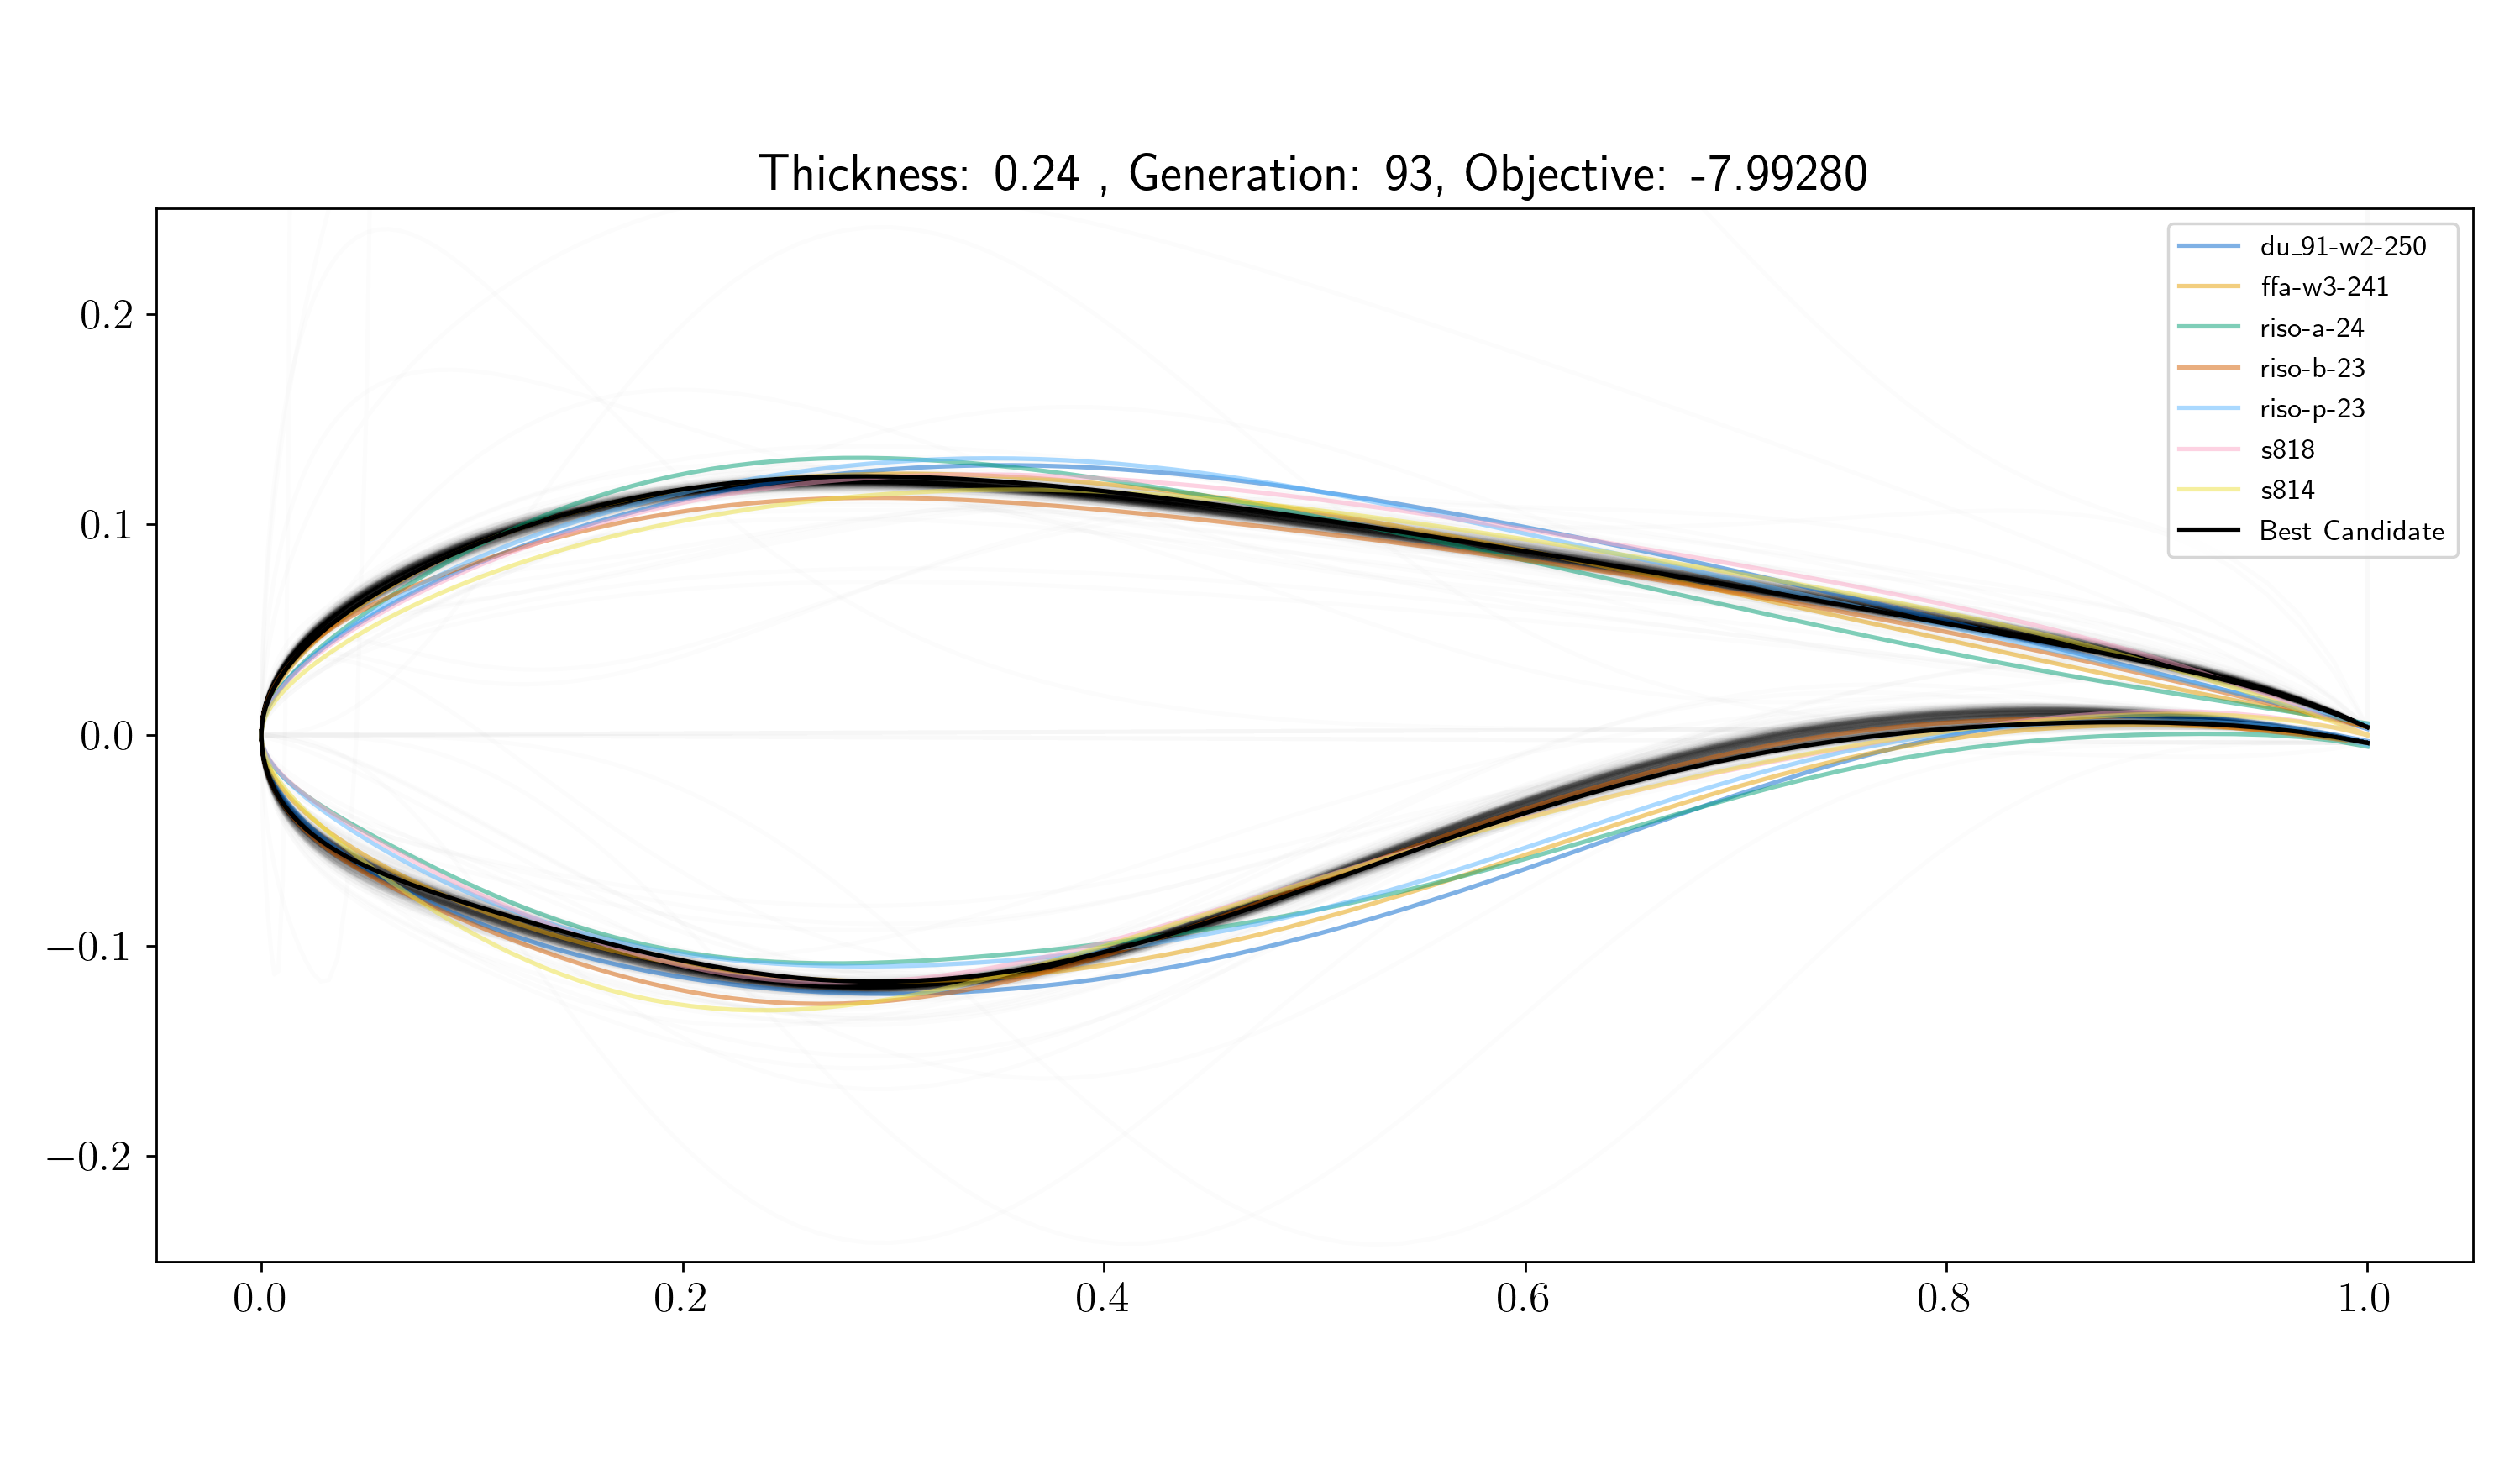 Thickness: 0.24 , Generation: 93, Objective: -7.99280
du_91-w2-250
ffa-w3-241
riso-a-24
riso-b-23
riso-p-23
s818
s814
Best Candidate
0.2
0.1
0.0
−0.1
−0.2
0.0 0.2 0.4 0.6 0.8 1.0